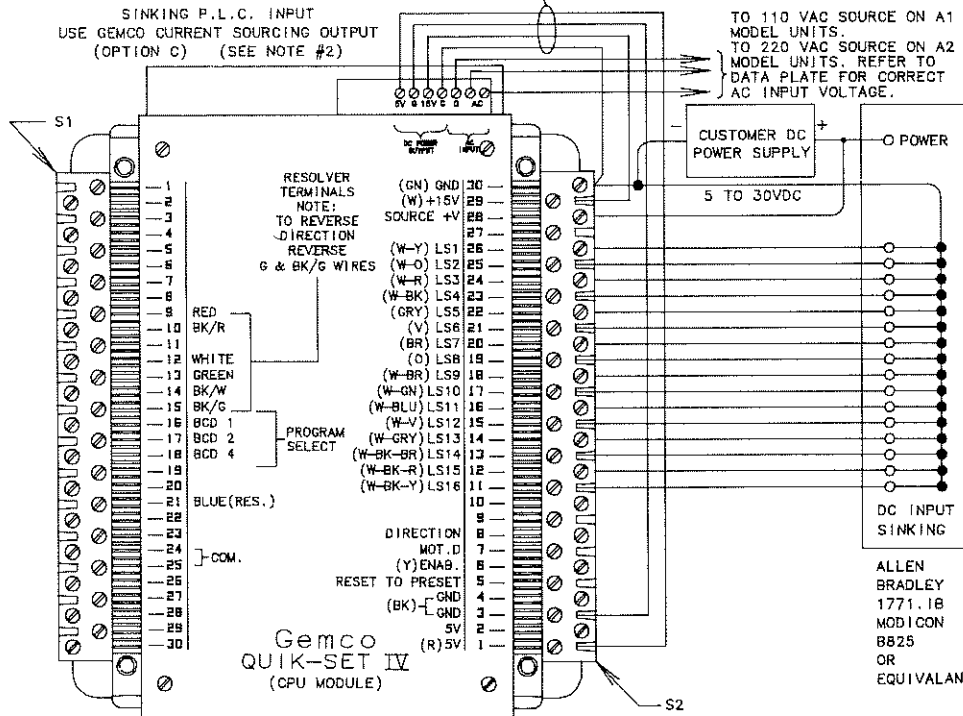 SINKING P.L.C. INPUT
USE GEMCO CURRENT SOURCING OUTPUT
(OPTION C) (SEE NOTE #2)
TO 110 VAC SOURCE ON A1
MODEL UNITS.
TO 220 VAC SOURCE ON A2
MODEL UNITS. REFER TO
DATA PLATE FOR CORRECT
AC INPUT VOLTAGE.
5V G 15V G G AC
DC POWER
OUTPUT
AC
INPUT
S1
- CUSTOMER DC
POWER SUPPLY +
POWER
5 TO 30VDC
RESOLVER
TERMINALS
NOTE:
TO REVERSE
DIRECTION
REVERSE
G & BK/G WIRES
1
2
3
4
5
6
7
8
9 RED
10 BK/R
11
12 WHITE
13 GREEN
14 BK/W
15 BK/G
16 BCD 1
17 BCD 2
18 BCD 4
PROGRAM
SELECT
19
20
21 BLUE(RES.)
22
23
24
25
COM.
26
27
28
29
30
(GN) GND 30
(W) +15V 29
SOURCE +V 28
27
(W-Y) LS1 26
(W-O) LS2 25
(W-R) LS3 24
(W-BK) LS4 23
(GRY) LS5 22
(V) LS6 21
(BR) LS7 20
(O) LS8 19
(W-BR) LS9 18
(W-GN) LS10 17
(W-BLU) LS11 16
(W-V) LS12 15
(W-GRY) LS13 14
(W-BK-BR) LS14 13
(W-BK-R) LS15 12
(W-BK-Y) LS16 11
10
9
DIRECTION 8
MOT.D 7
(Y)ENAB. 6
RESET TO PRESET 5
(BK) GND 4
GND 3
5V 2
(R)5V 1
Gemco
QUIK-SET IV
(CPU MODULE)
S2
DC INPUT
SINKING
ALLEN
BRADLEY
1771.IB
MODICON
B825
OR
EQUIVALAN